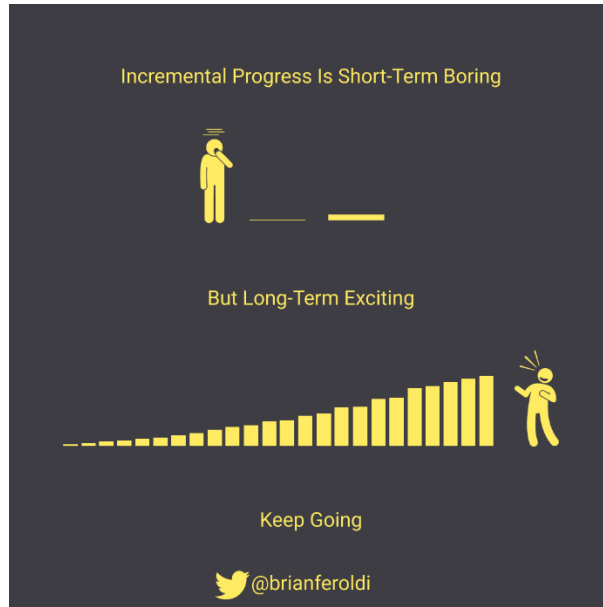 Incremental Progress Is Short-Term Boring
But Long-Term Exciting
Keep Going
@brianferoldi